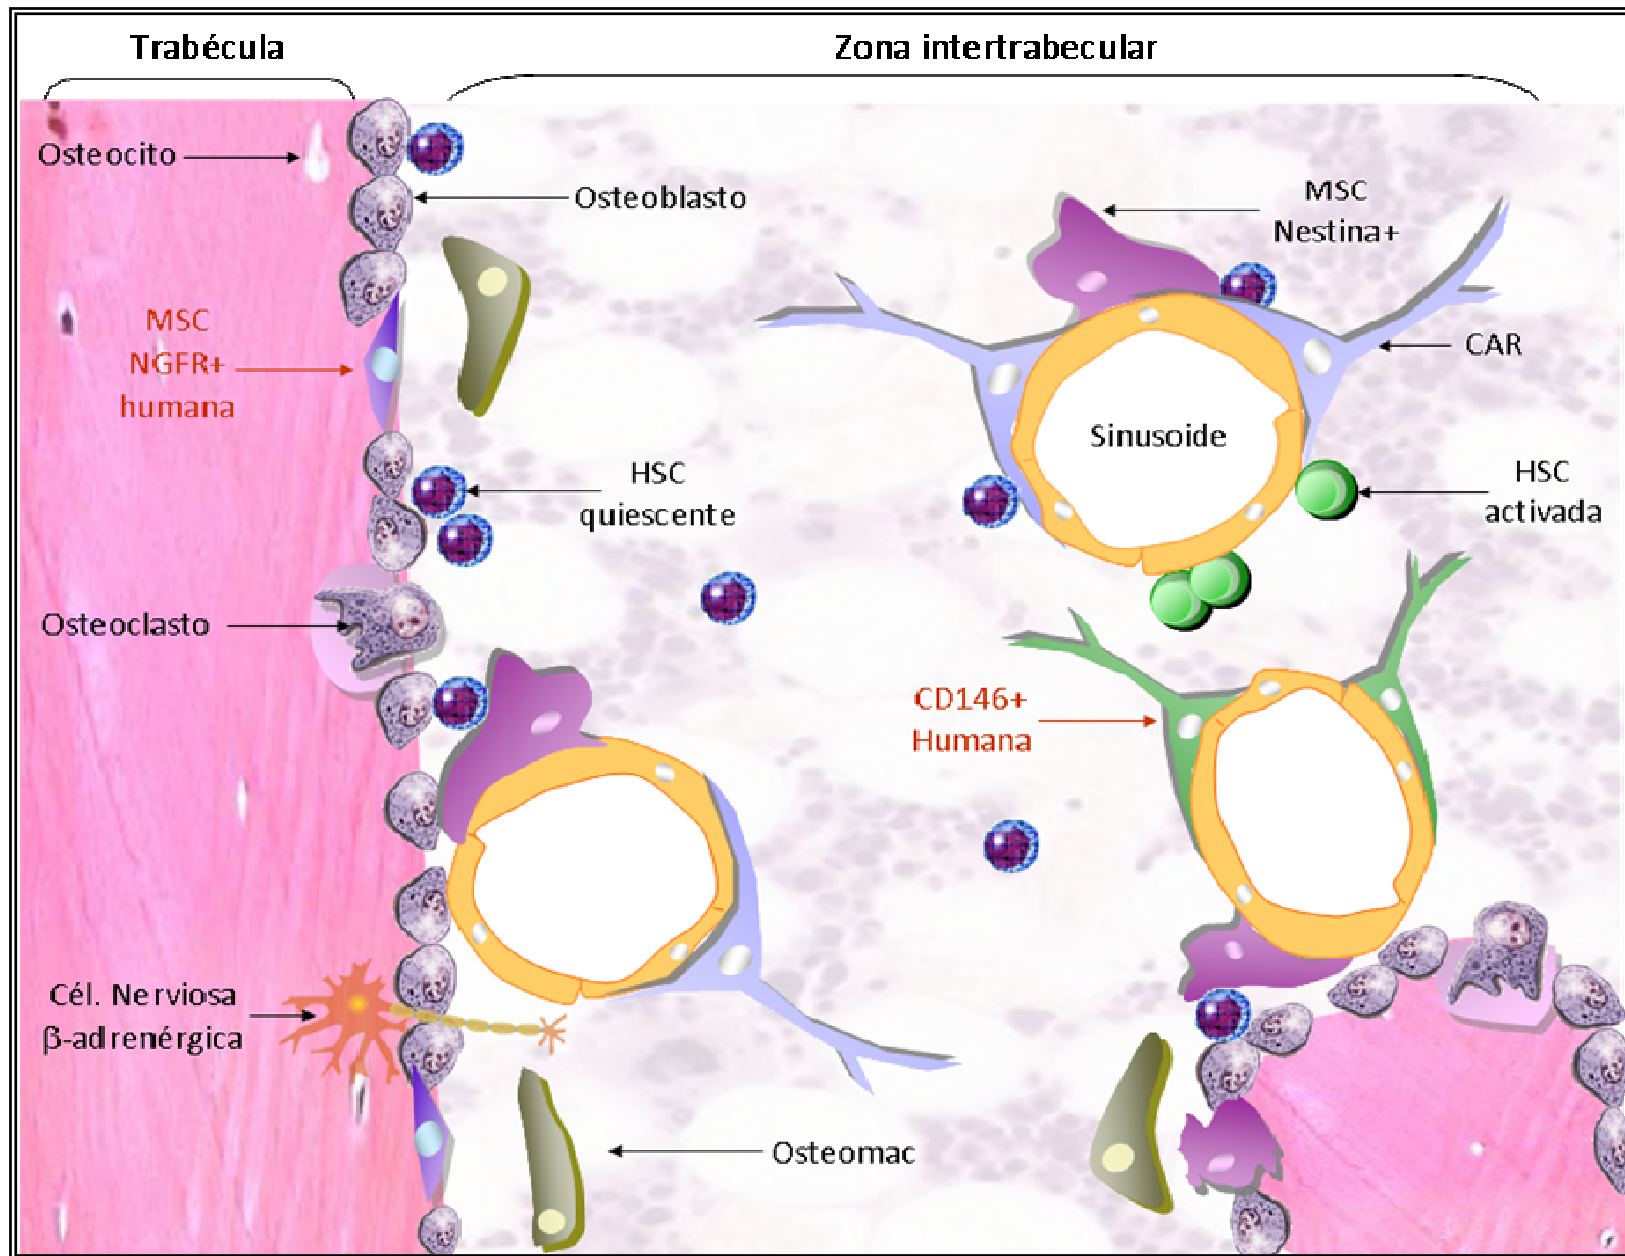 Trabécula
Zona intertrabecular
Osteocito
Osteoblasto
MSC
Nestina+
MSC
NGFR+
humana
CAR
Sinusoide
HSC
quiescente
HSC
activada
Osteoclasto
CD146+
Humana
Cél. Nerviosa
β-adrenérgica
Osteomac